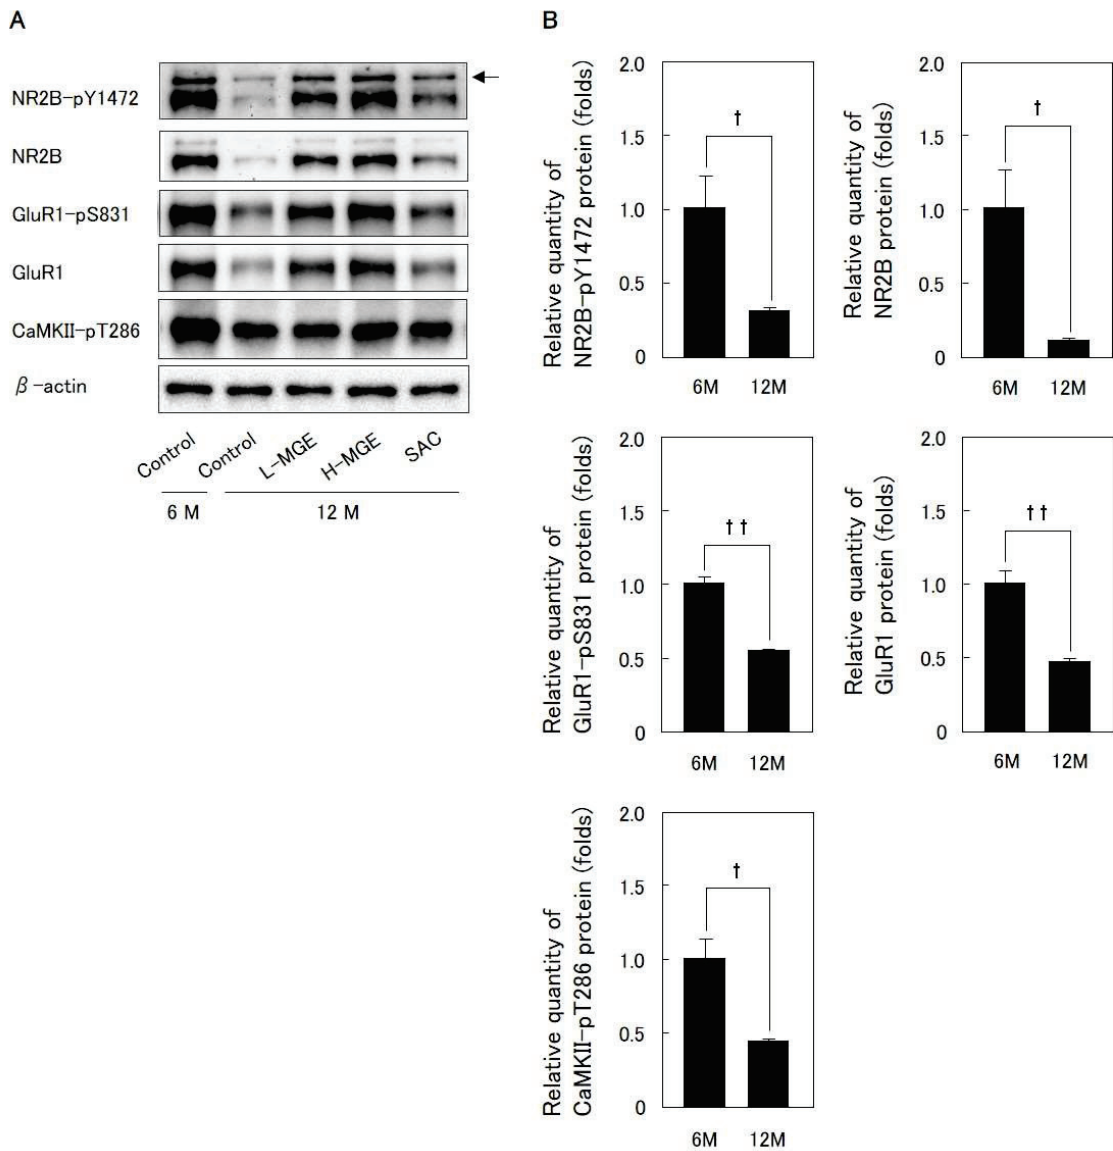 A
NR2B-pY1472
NR2B
GluR1-pS831
GluR1
CaMKII-pT286
β-actin
Control
Control
L-MGE
H-MGE
SAC
6 M
12 M
B
Relative quantity of
NR2B-pY1472 protein (folds)
2.0
1.5
1.0
0.5
0
†
6M
12M
Relative quantity of
NR2B protein (folds)
2.0
1.5
1.0
0.5
0
†
6M
12M
Relative quantity of
GluR1-pS831 protein (folds)
2.0
1.5
1.0
0.5
0
††
6M
12M
Relative quantity of
GluR1 protein (folds)
2.0
1.5
1.0
0.5
0
††
6M
12M
Relative quantity of
CaMKII-pT286 protein (folds)
2.0
1.5
1.0
0.5
0
†
6M
12M